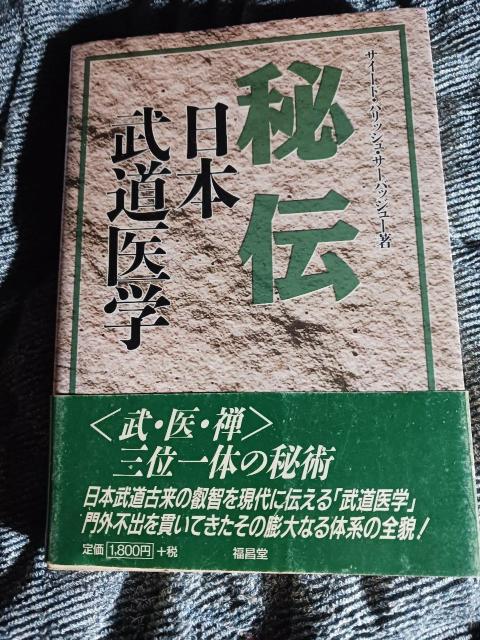 サイード・パリッシュ・サーバッジュー著
秘伝
日本
武道医学
〈武・医・禅〉
三位一体の秘術
日本武道古来の叡智を現代に伝える「武道医学」
門外不出を貫いてきたその膨大なる体系の全貌！
定価 1,800円 +税
福昌堂